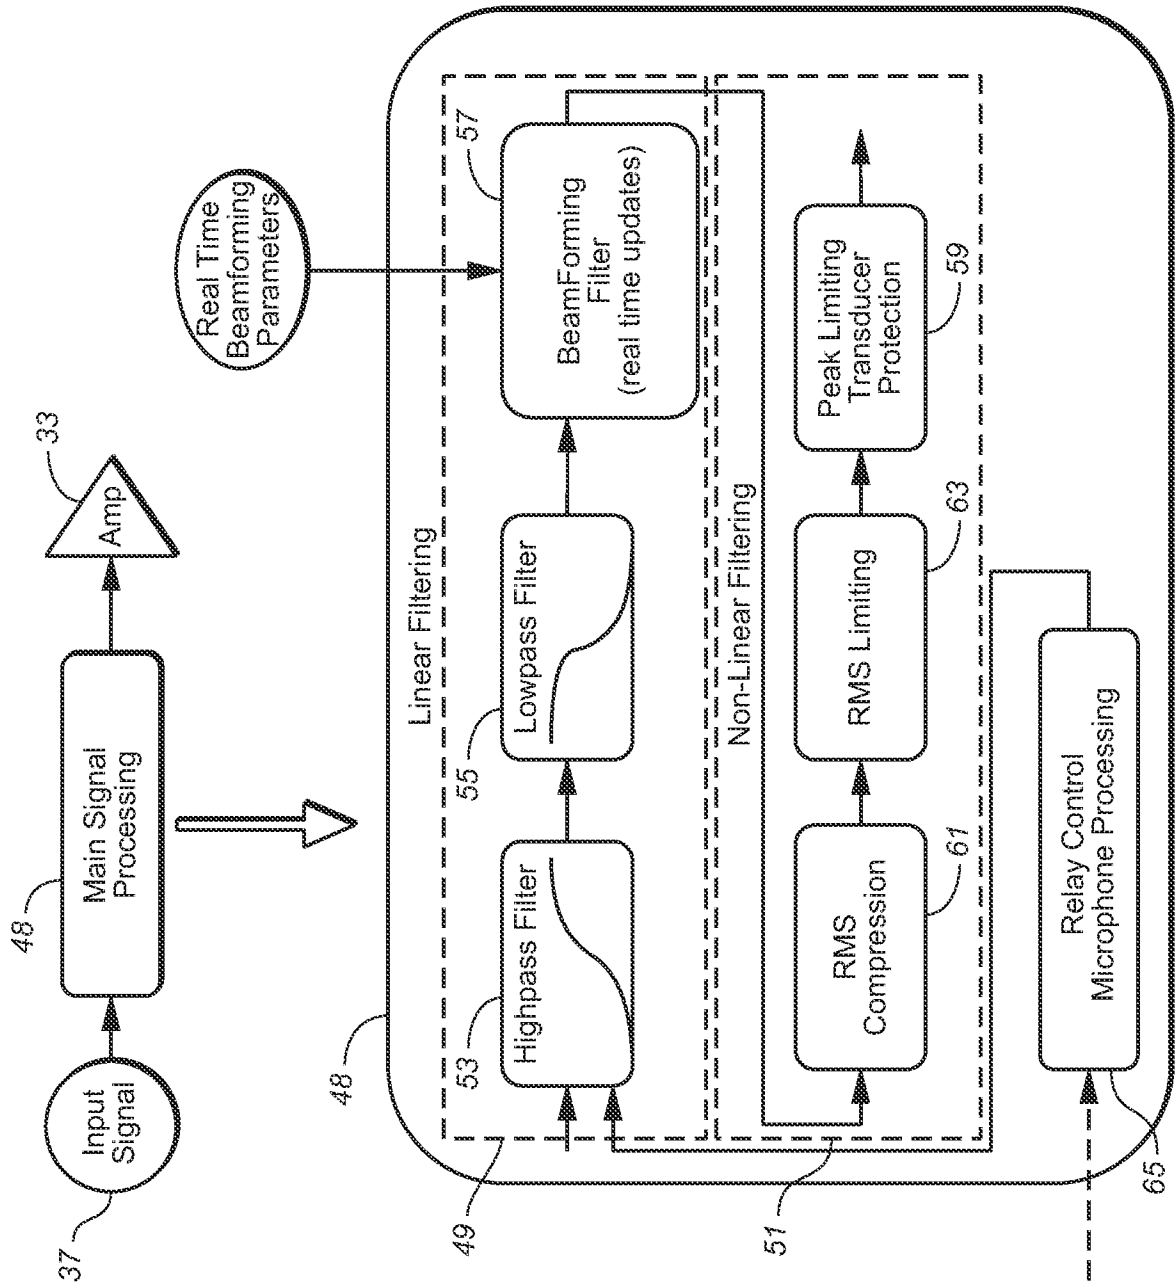 37
Input
Signal
48
Main Signal
Processing
33
Amp
Real Time
Beamforming
Parameters
48
Linear Filtering
49
53
Highpass Filter
55
Lowpass Filter
57
BeamForming
Filter
(real time updates)
Non-Linear Filtering
51
RMS
Compression
61
RMS Limiting
63
Peak Limiting
Transducer
Protection
59
Relay Control
Microphone Processing
65